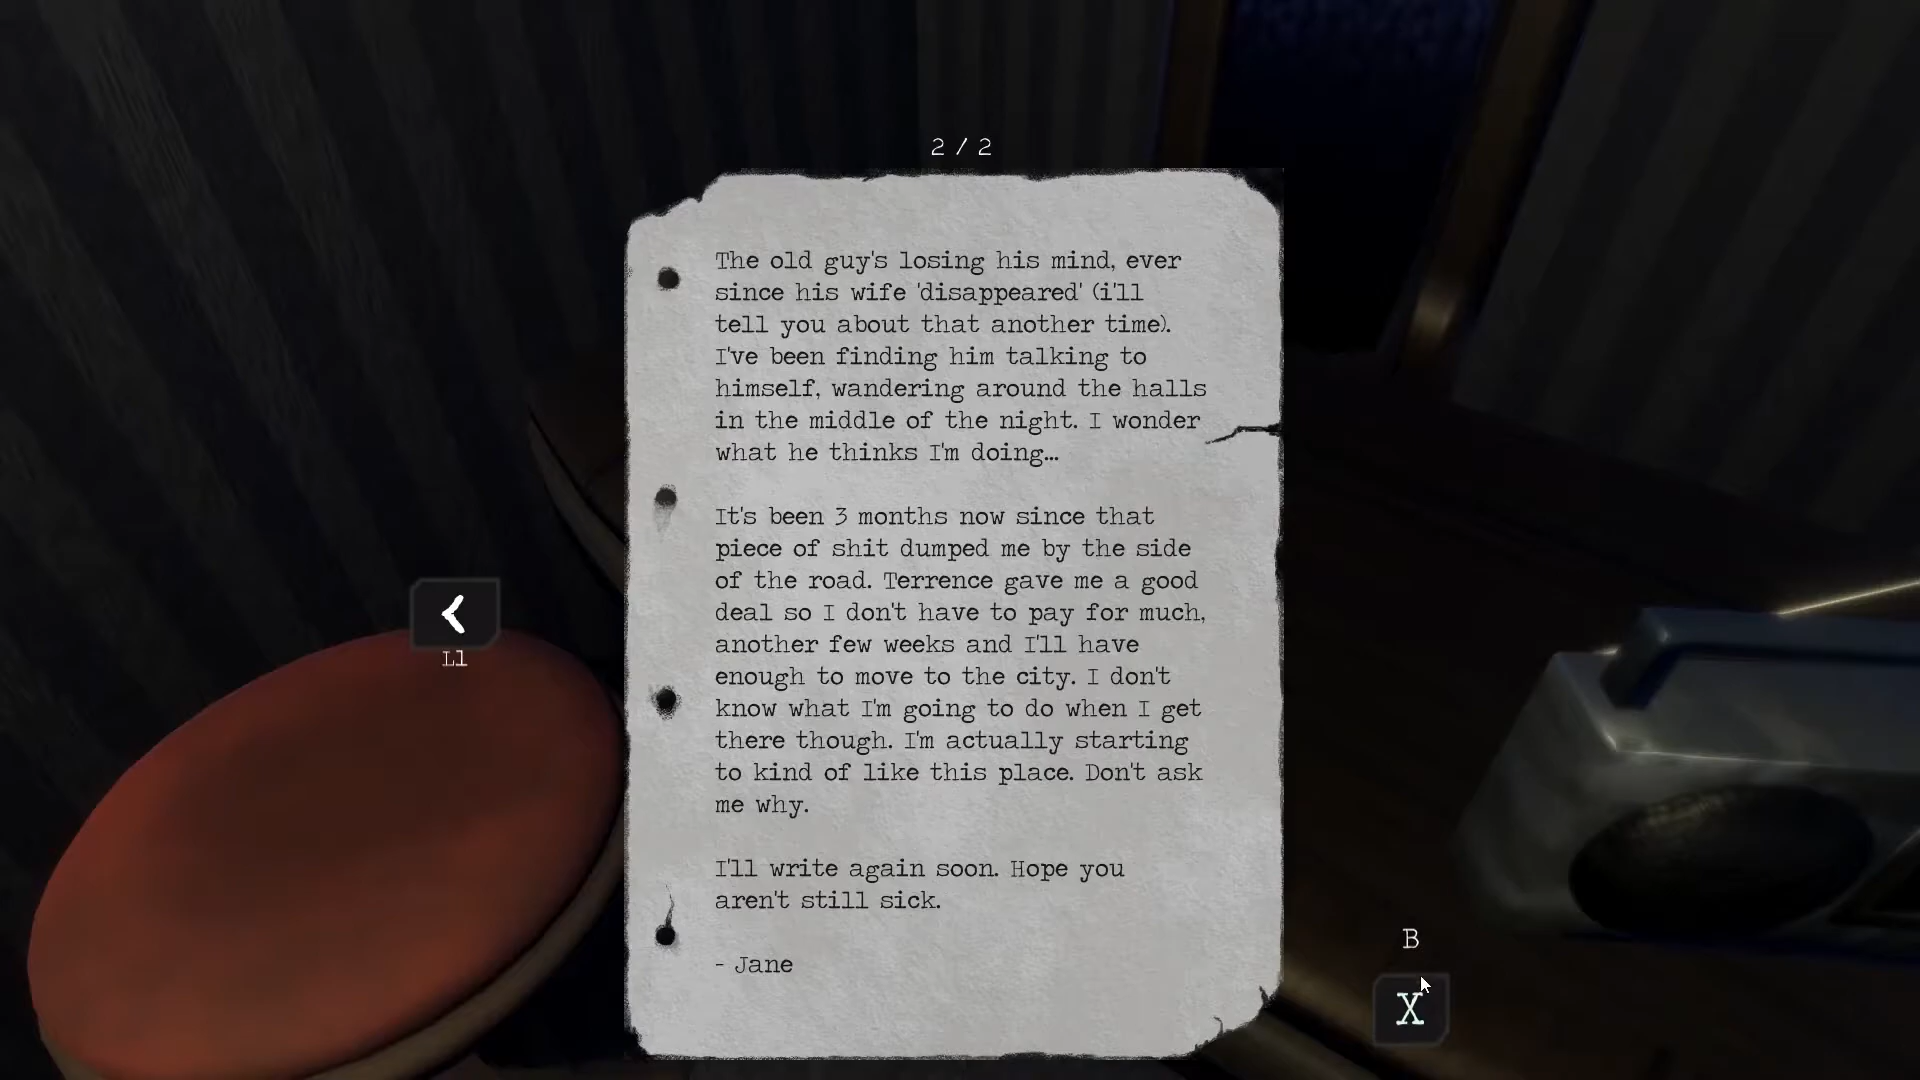 2 / 2
The old guy's losing his mind, ever
since his wife 'disappeared' (i'll
tell you about that another time).
I've been finding him talking to
himself, wandering around the halls
in the middle of the night. I wonder
what he thinks I'm doing...
It's been 3 months now since that
piece of shit dumped me by the side
of the road. Terrence gave me a good
deal so I don't have to pay for much,
another few weeks and I'll have
enough to move to the city. I don't
know what I'm going to do when I get
there though. I'm actually starting
to kind of like this place. Don't ask
me why.
I'll write again soon. Hope you
aren't still sick.
- Jane
L1
B
X